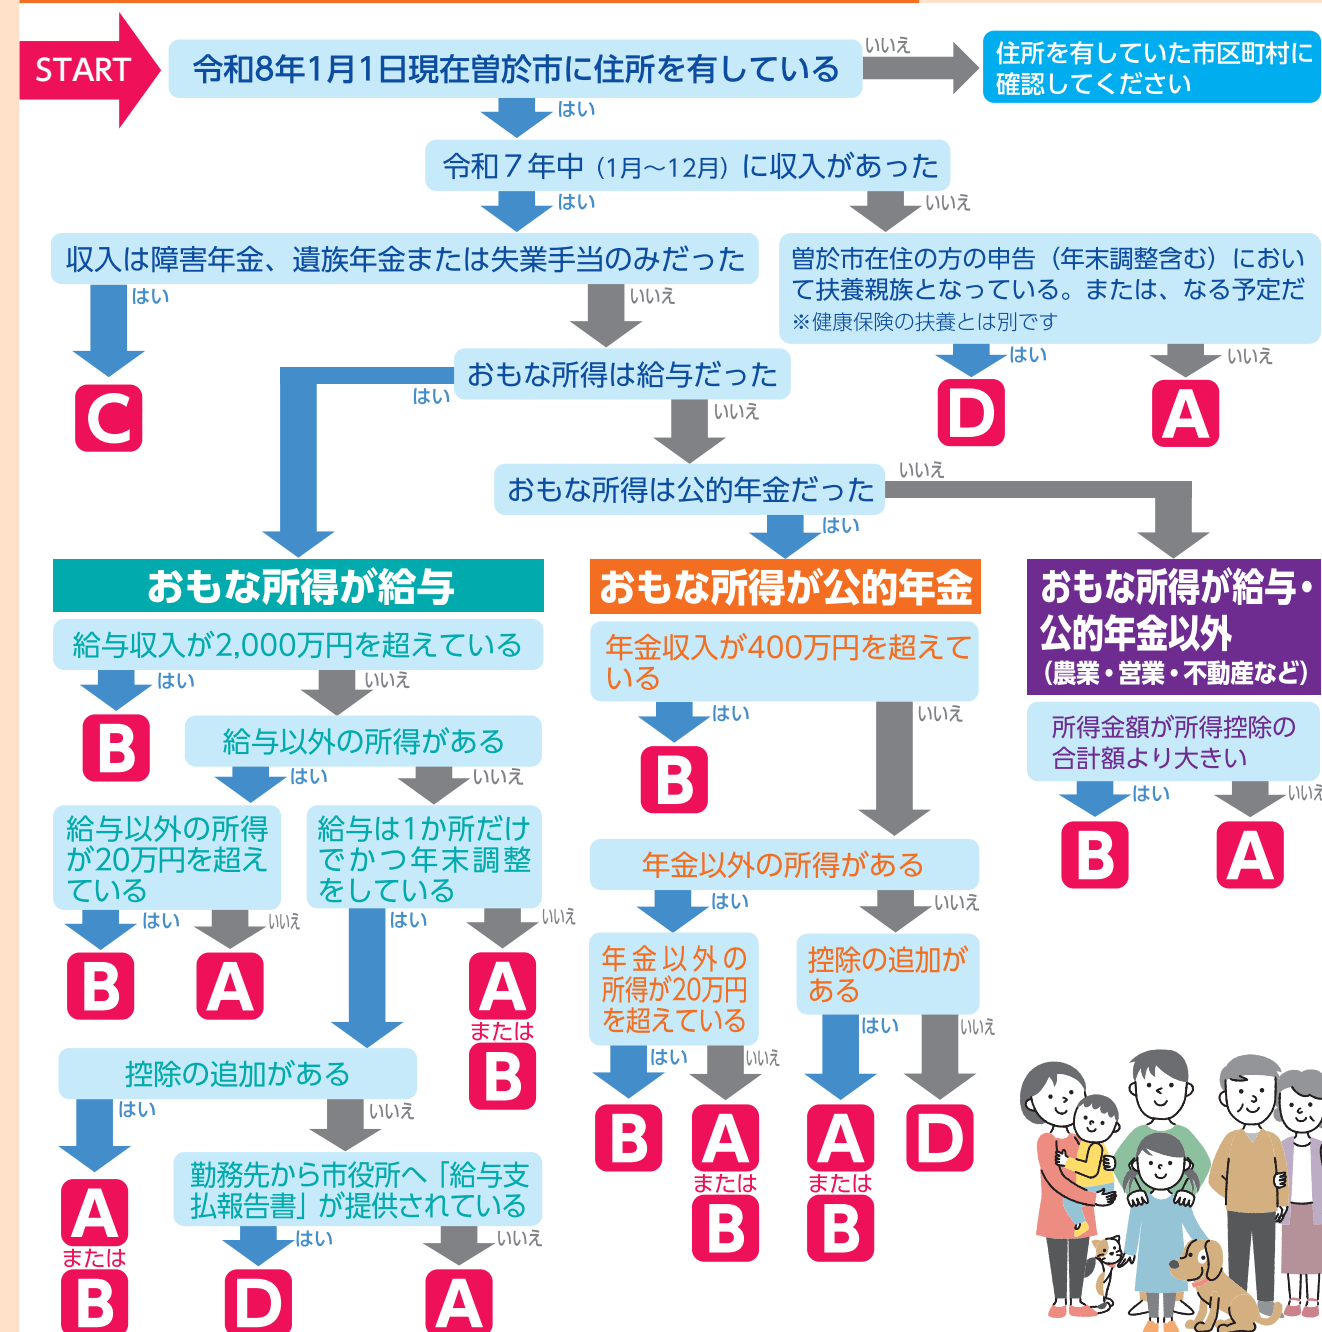 START
令和8年1月1日現在曽於市に住所を有している
いいえ
住所を有していた市区町村に
確認してください
はい
令和７年中（1月～12月）に収入があった
はい
いいえ
収入は障害年金、遺族年金または失業手当のみだった
はい
いいえ
曽於市在住の方の申告（年末調整含む）におい
て扶養親族となっている。または、なる予定だ
※健康保険の扶養とは別です
はい
いいえ
C
D
A
おもな所得は給与だった
はい
いいえ
おもな所得は公的年金だった
いいえ
はい
おもな所得が給与
給与収入が2,000万円を超えている
はい
いいえ
B
給与以外の所得がある
はい
いいえ
給与以外の所得
が20万円を超え
ている
はい
いいえ
B
A
給与は1か所だけ
でかつ年末調整
をしている
はい
いいえ
A
または
B
控除の追加がある
はい
いいえ
A
または
B
勤務先から市役所へ「給与支
払報告書」が提供されている
はい
いいえ
D
A
おもな所得が公的年金
年金収入が400万円を超えて
いる
はい
いいえ
B
年金以外の所得がある
はい
いいえ
年金以外の
所得が20万円
を超えている
はい
いいえ
B
A
または
B
控除の追加が
ある
はい
いいえ
A
または
B
D
おもな所得が給与・
公的年金以外
（農業・営業・不動産など）
所得金額が所得控除の
合計額より大きい
はい
いいえ
B
A